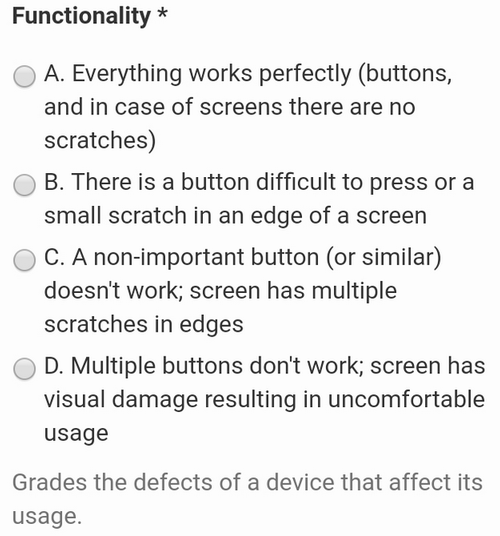 Functionality *
A. Everything works perfectly (buttons,
and in case of screens there are no
scratches)
B. There is a button difficult to press or a
small scratch in an edge of a screen
C. A non-important button (or similar)
doesn't work; screen has multiple
scratches in edges
D. Multiple buttons don't work; screen has
visual damage resulting in uncomfortable
usage
Grades the defects of a device that affect its
usage.